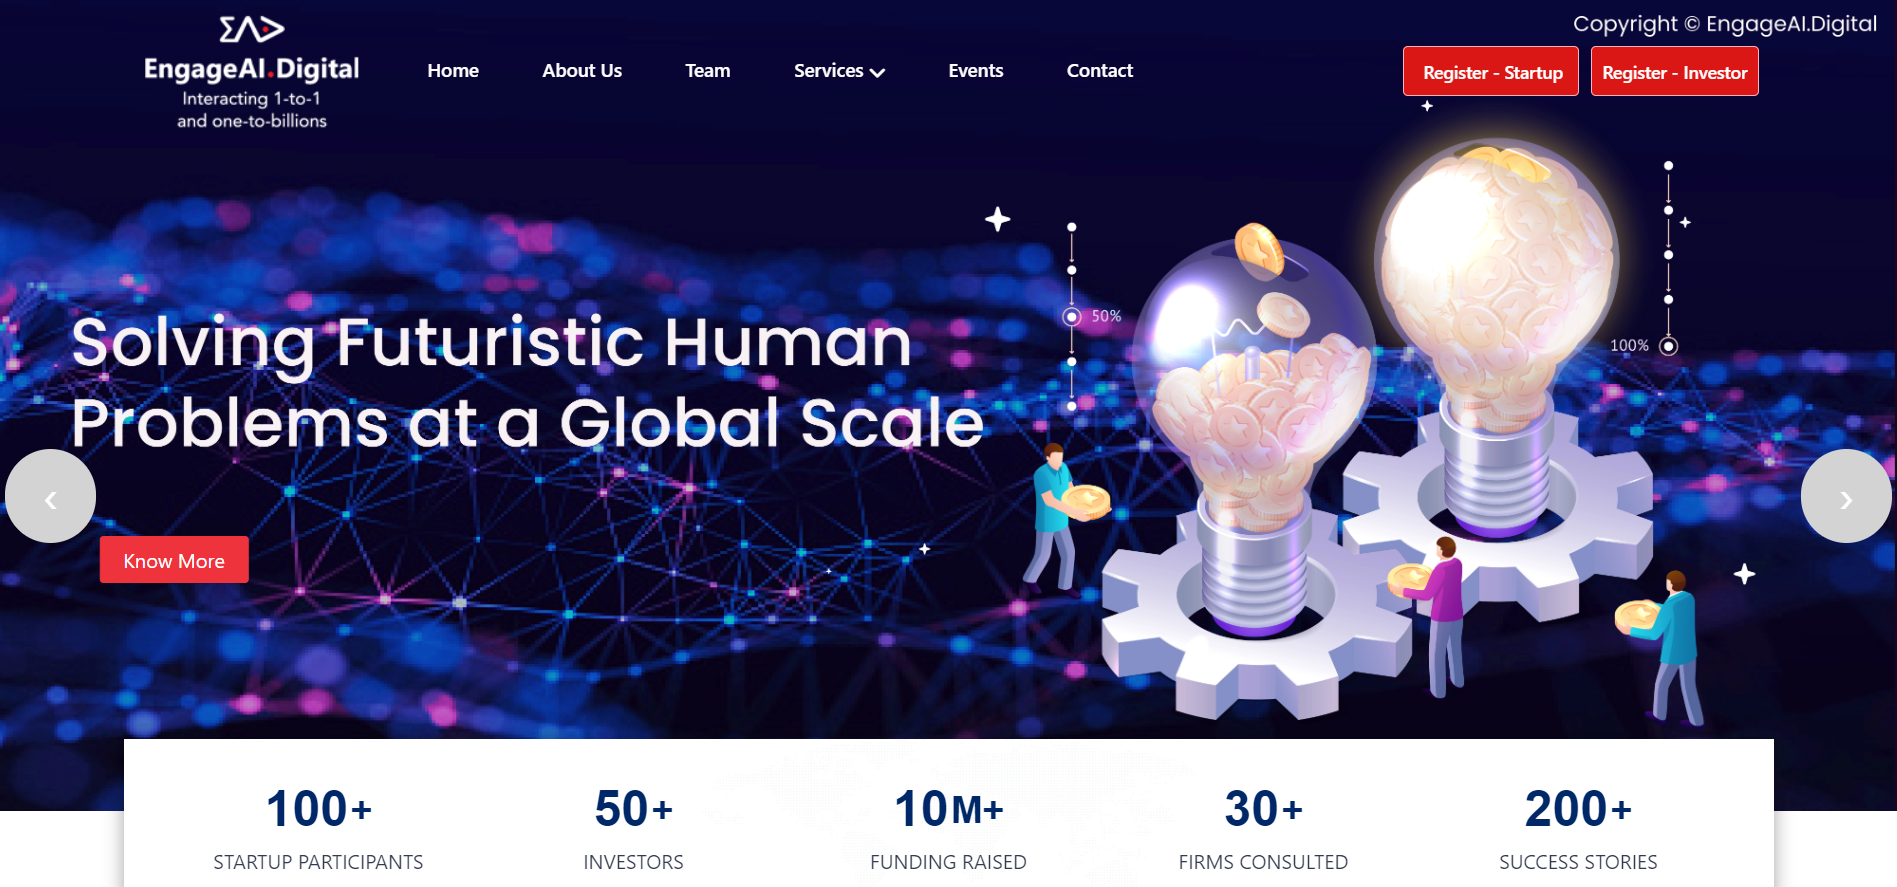 Copyright © EngageAI.Digital
EngageAI.Digital
Interacting 1-to-1
and one-to-billions
Home
About Us
Team
Services
Events
Contact
Register - Startup
Register - Investor
50%
100%
Solving Futuristic Human
Problems at a Global Scale
‹
›
Know More
100+
STARTUP PARTICIPANTS
50+
INVESTORS
10M+
FUNDING RAISED
30+
FIRMS CONSULTED
200+
SUCCESS STORIES